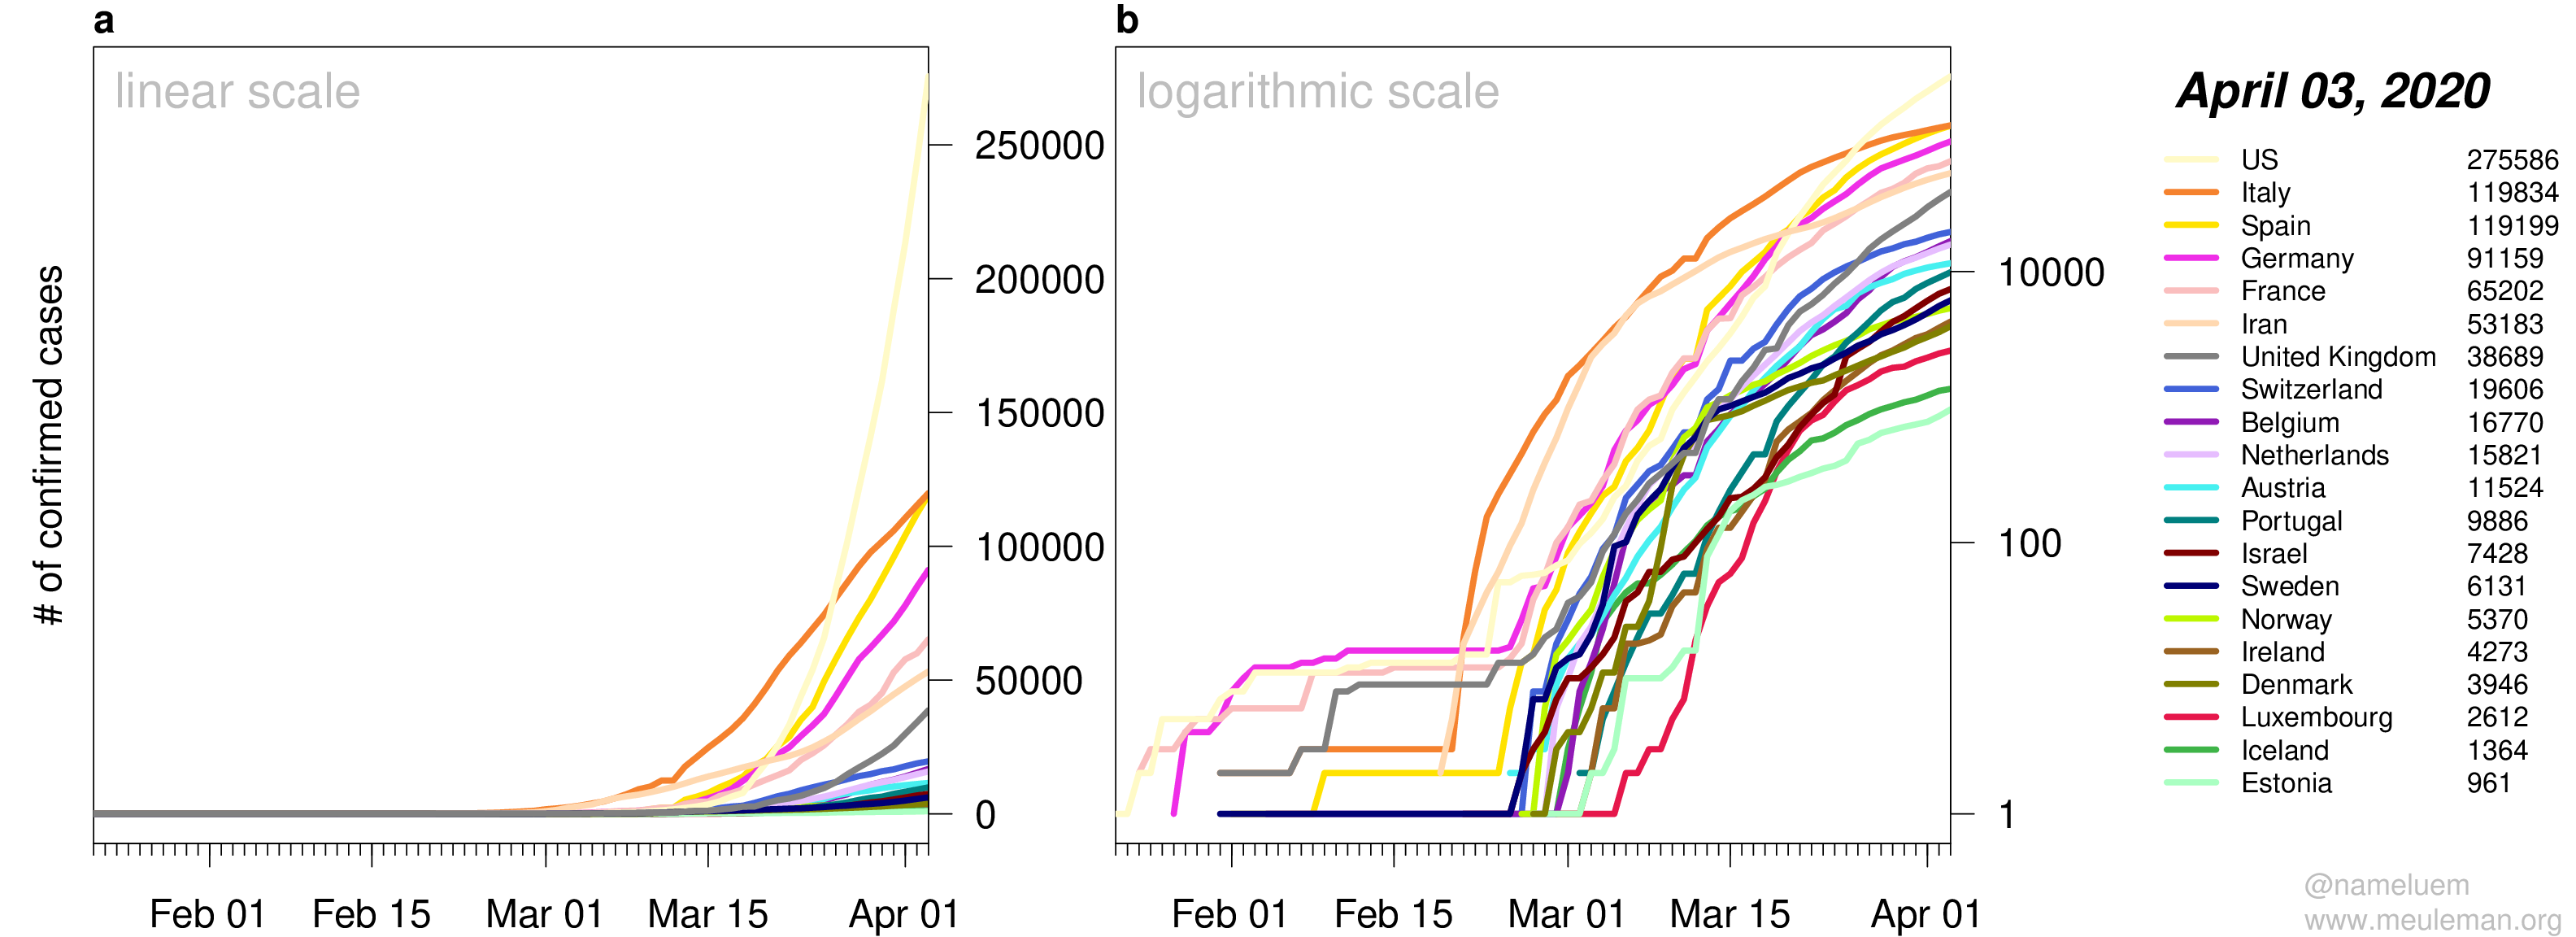 a
linear scale
# of confirmed cases
250000
200000
150000
100000
50000
0
Feb 01 Feb 15 Mar 01 Mar 15 Apr 01
b
logarithmic scale
10000
100
1
Feb 01 Feb 15 Mar 01 Mar 15 Apr 01
April 03, 2020
US 275586
Italy 119834
Spain 119199
Germany 91159
France 65202
Iran 53183
United Kingdom 38689
Switzerland 19606
Belgium 16770
Netherlands 15821
Austria 11524
Portugal 9886
Israel 7428
Sweden 6131
Norway 5370
Ireland 4273
Denmark 3946
Luxembourg 2612
Iceland 1364
Estonia 961
@nameluem
www.meuleman.org